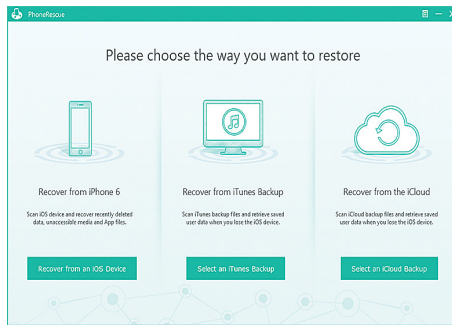 PhoneRescue
Please choose the way you want to restore
Recover from iPhone 6
Scan iOS device and recover recently deleted
data, unaccessible media and App files.
Recover from an iOS Device
Recover from iTunes Backup
Scan iTunes backup files and retrieve saved
user data when you lose the iOS device.
Select an iTunes Backup
Recover from the iCloud
Scan iCloud backup files and retrieve saved
user data when you lose the iOS device.
Select an iCloud Backup